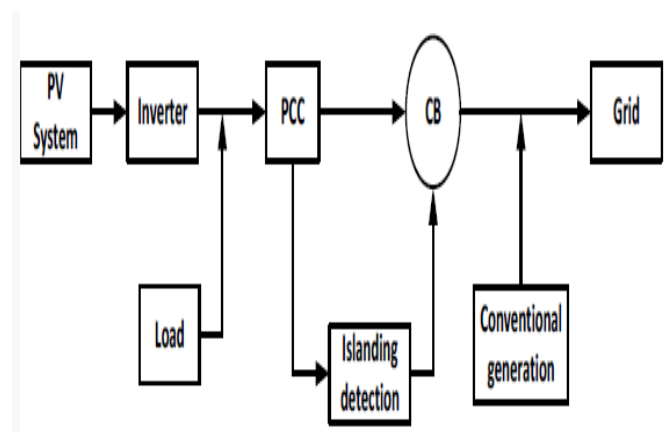 PV
System
Inverter
PCC
CB
Grid
Load
Islanding
detection
Conventional
generation